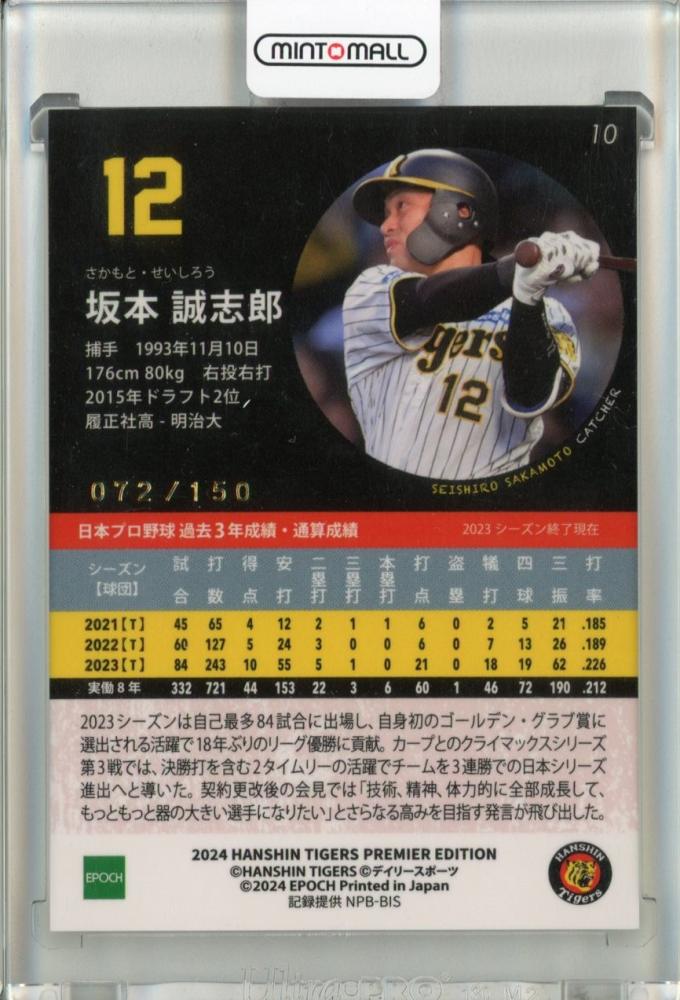 MINTOMALL
10
12
さかもと・せいしろう
坂本 誠志郎
捕手 1993年11月10日
176cm 80kg 右投右打
2015年ドラフト2位
履正社高 - 明治大
gers
12
SEISHIRO SAKAMOTO CATCHER
072/150
日本プロ野球 過去3年成績・通算成績 2023 シーズン終了現在
シーズン【球団】 試合 打数 得点 安打 二塁打 三塁打 本塁打 打点 盗塁 犠打 四球 三振 打率
2021【T】 45 65 4 12 2 1 1 6 0 2 5 21 .185
2022【T】 60 127 5 24 3 0 0 6 0 7 13 26 .189
2023【T】 84 243 10 55 5 1 0 21 0 18 19 62 .226
実働8年 332 721 44 153 22 3 6 60 1 46 72 190 .212
2023シーズンは自己最多84試合に出場し、自身初のゴールデン・グラブ賞に
選出される活躍で18年ぶりのリーグ優勝に貢献。カープとのクライマックスシリーズ
第3戦では、決勝打を含む2タイムリーの活躍でチームを3連勝での日本シリーズ
進出へと導いた。契約更改後の会見では「技術、精神、体力的に全部成長して、
もっともっと器の大きい選手になりたい」とさらなる高みを目指す発言が飛び出した。
2024 HANSHIN TIGERS PREMIER EDITION
©HANSHIN TIGERS ©デイリースポーツ
©2024 EPOCH Printed in Japan
記録提供 NPB-BIS
EPOCH
HANSHIN Tigers
Ultra·PRO